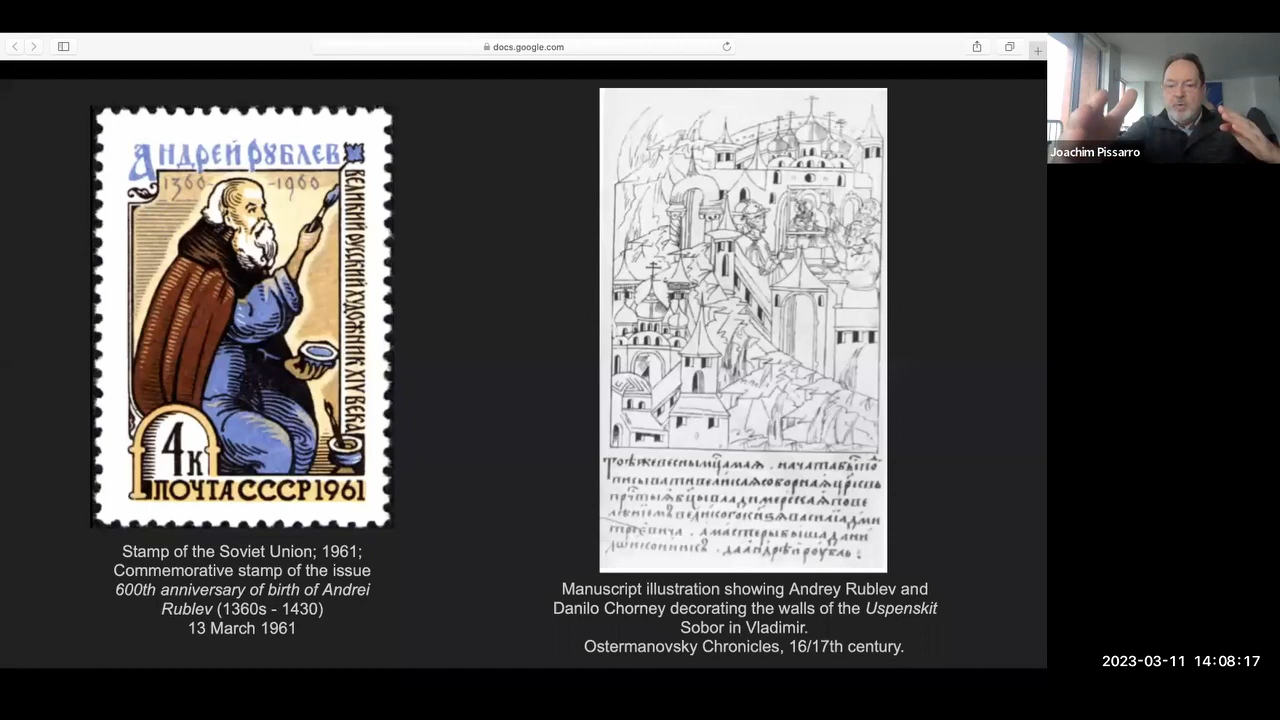 docs.google.com
Joachim Pissarro
АНДРЕЙ РУБЛЕВ
1360 -1960
ВЕЛИКИЙ РУССКИЙ ХУДОЖНИК XIV ВЕКА
4к
ПОЧТА СССР 1961
Stamp of the Soviet Union; 1961;
Commemorative stamp of the issue
600th anniversary of birth of Andrei
Rublev (1360s - 1430)
13 March 1961
Manuscript illustration showing Andrey Rublev and
Danilo Chorney decorating the walls of the Uspenskit
Sobor in Vladimir.
Ostermanovsky Chronicles, 16/17th century.
2023-03-11 14:08:17